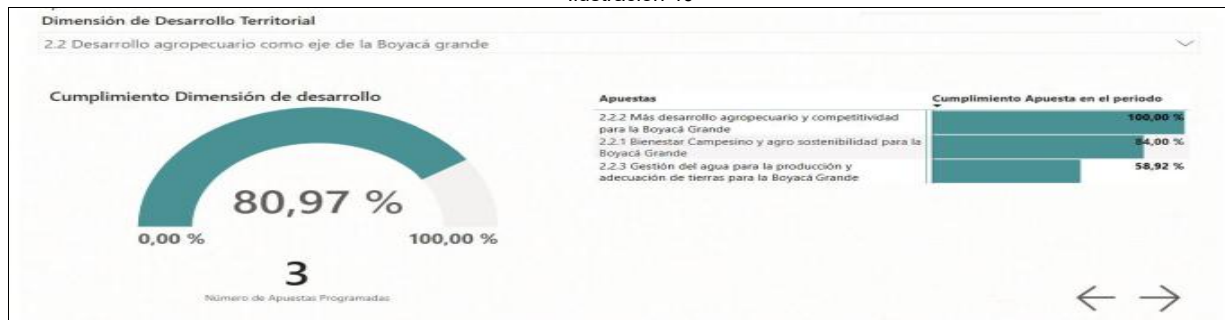 Dimensión de Desarrollo Territorial
2.2 Desarrollo agropecuario como eje de la Boyacá grande
Cumplimiento Dimensión de desarrollo
80,97 %
0,00 %
100,00 %
3
Número de Apuestas Programadas
Apuestas
Cumplimiento Apuesta en el periodo
2.2.2 Más desarrollo agropecuario y competitividad
para la Boyacá Grande
100,00 %
2.2.1 Bienestar Campesino y agro sostenibilidad para la
Boyacá Grande
84,00 %
2.2.3 Gestión del agua para la producción y
adecuación de tierras para la Boyacá Grande
58,92 %